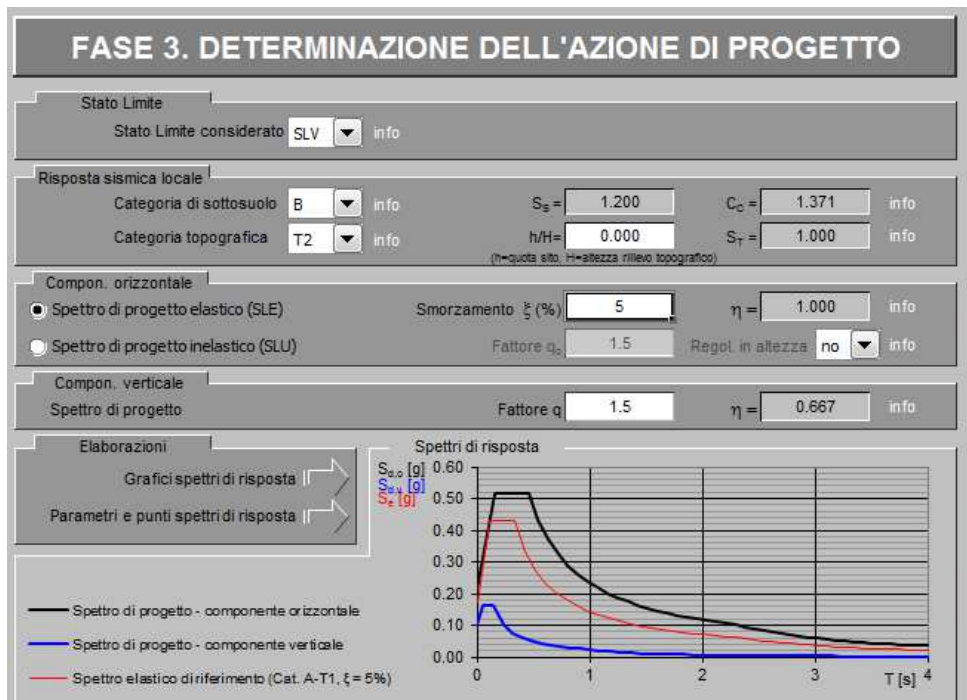 FASE 3. DETERMINAZIONE DELL'AZIONE DI PROGETTO
Stato Limite
Stato Limite considerato SLV info
Risposta sismica locale
Categoria di sottosuolo B info S_S = 1.200 C_C = 1.371 info
Categoria topografica T2 info h/H= 0.000 S_T = 1.000 info
(h=quota sito, H=altezza rilievo topografico)
Compon. orizzontale
Spettro di progetto elastico (SLE) Smorzamento ξ (%) 5 η = 1.000 info
Spettro di progetto inelastico (SLU) Fattore q_o 1.5 Regol. in altezza no info
Compon. verticale
Spettro di progetto Fattore q 1.5 η = 0.667 info
Elaborazioni
Grafici spettri di risposta
Parametri e punti spettri di risposta
Spettri di risposta
S_d,o [g]
S_d,v [g]
S_e [g]
0.60
0.50
0.40
0.30
0.20
0.10
0.00
0 1 2 3 4
T [s]
Spettro di progetto - componente orizzontale
Spettro di progetto - componente verticale
Spettro elastico di riferimento (Cat. A-T1, ξ = 5%)